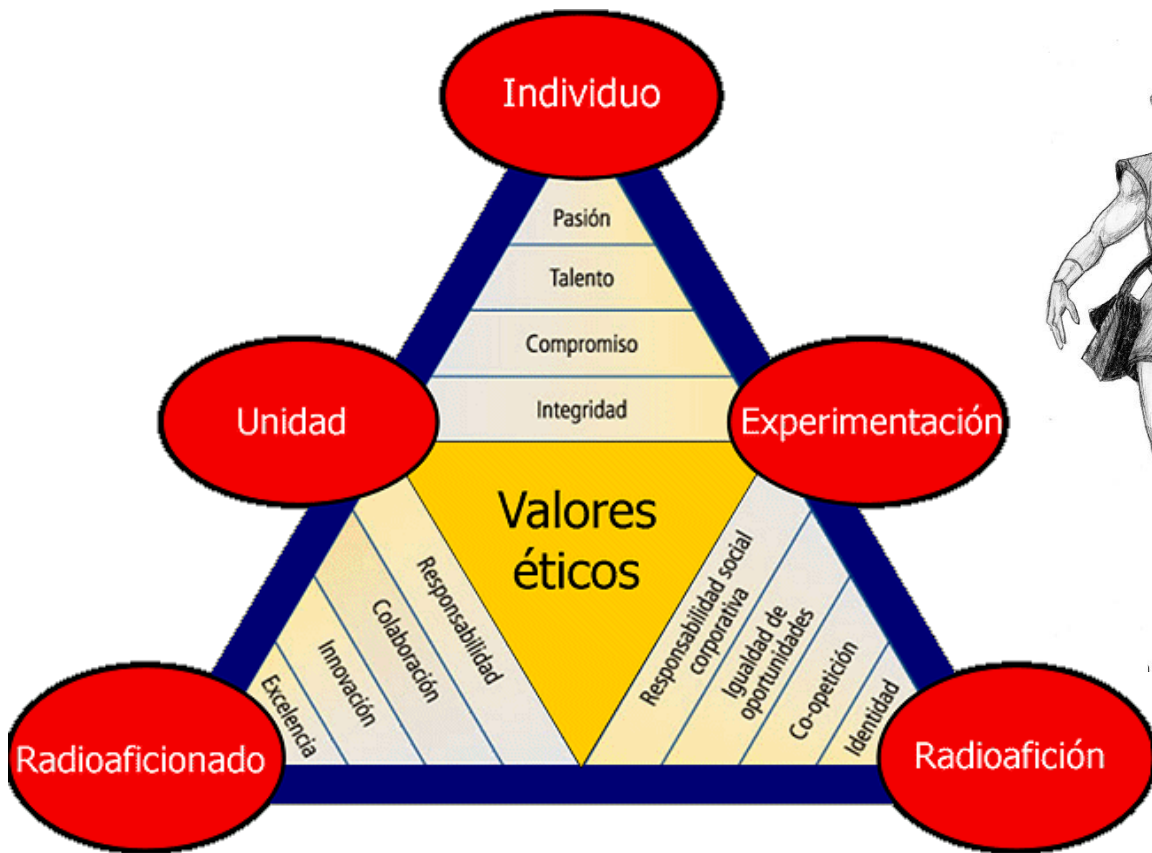 Individuo
Pasión
Talento
Compromiso
Integridad
Unidad
Experimentación
Valores
éticos
Responsabilidad
Colaboración
Innovación
Excelencia
Responsabilidad social
corporativa
Igualdad de
oportunidades
Co-opetición
Identidad
Radioaficionado
Radioafición